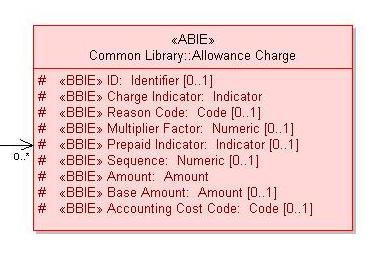 «ABIE»
Common Library::Allowance Charge
# «BBIE» ID: Identifier [0..1]
# «BBIE» Charge Indicator: Indicator
# «BBIE» Reason Code: Code [0..1]
# «BBIE» Multiplier Factor: Numeric [0..1]
# «BBIE» Prepaid Indicator: Indicator [0..1]
0..*
# «BBIE» Sequence: Numeric [0..1]
# «BBIE» Amount: Amount
# «BBIE» Base Amount: Amount [0..1]
# «BBIE» Accounting Cost Code: Code [0..1]